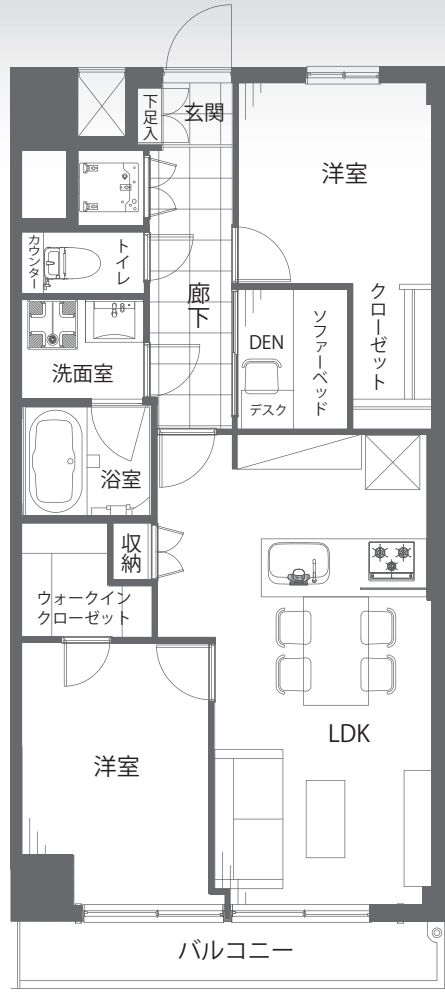 下足入
玄関
洋室
トイレ
カウンター
廊下
クローゼット
DEN
デスク
ソファーベッド
洗面室
浴室
収納
ウォークイン
クローゼット
LDK
洋室
バルコニー